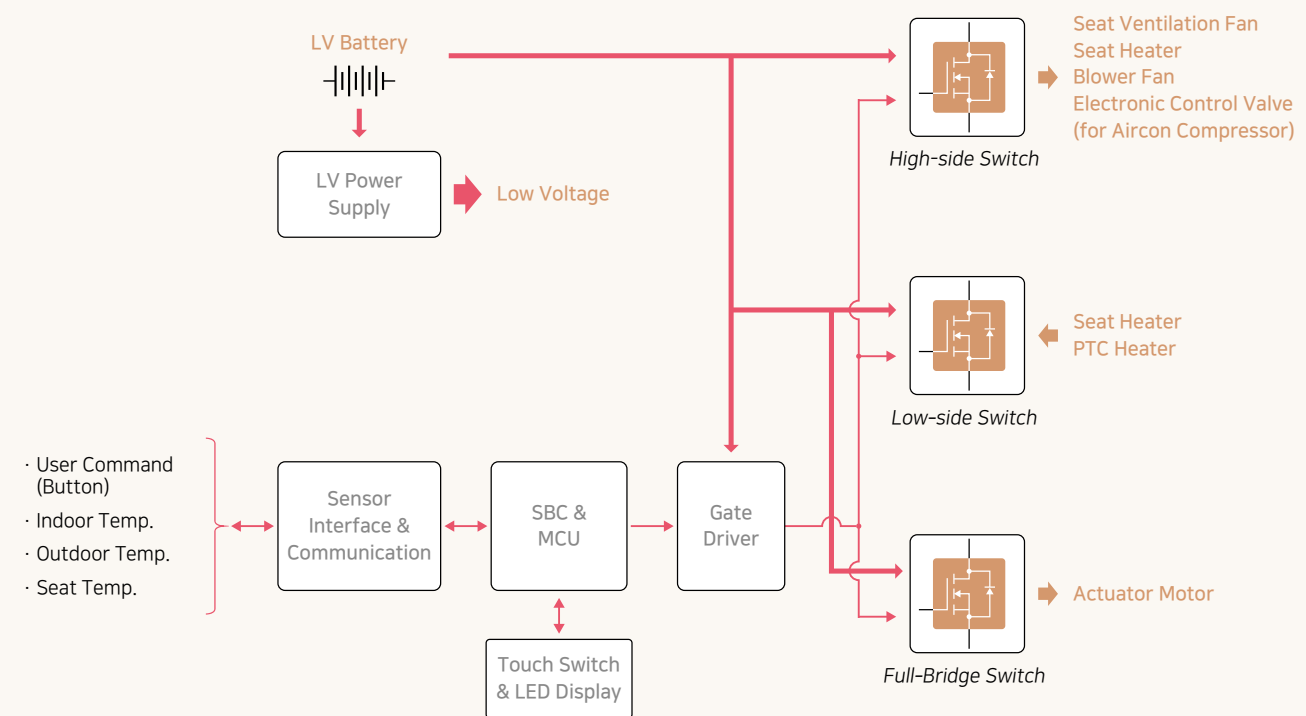 LV Battery
LV Power
Supply
Low Voltage
Seat Ventilation Fan
Seat Heater
Blower Fan
Electronic Control Valve
(for Aircon Compressor)
High-side Switch
Seat Heater
PTC Heater
Low-side Switch
· User Command
(Button)
· Indoor Temp.
· Outdoor Temp.
· Seat Temp.
Sensor
Interface &
Communication
SBC &
MCU
Gate
Driver
Touch Switch
& LED Display
Actuator Motor
Full-Bridge Switch